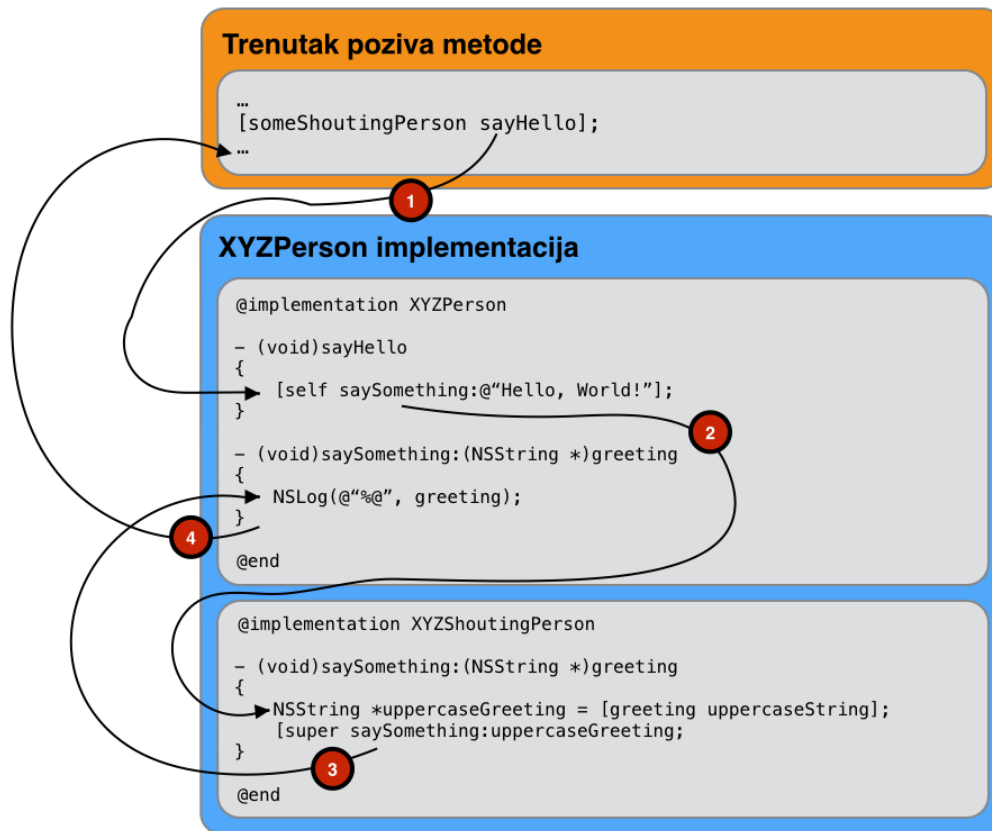 Trenutak poziva metode
…
[someShoutingPerson sayHello];
…
1
XYZPerson implementacija
@implementation XYZPerson
– (void)sayHello
{
[self saySomething:@“Hello, World!”];
}
2
– (void)saySomething:(NSString *)greeting
{
NSLog(@“%@”, greeting);
}
4
@end
@implementation XYZShoutingPerson
– (void)saySomething:(NSString *)greeting
{
NSString *uppercaseGreeting = [greeting uppercaseString];
[super saySomething:uppercaseGreeting;
}
3
@end